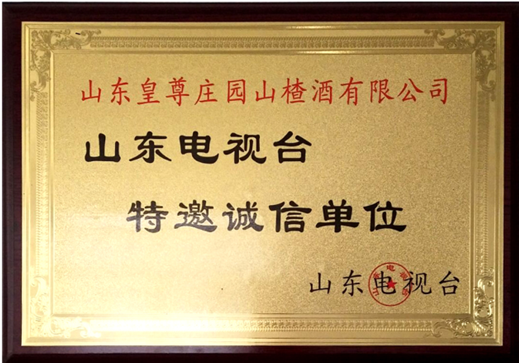 山东皇尊庄园山楂酒有限公司
山东电视台
特邀诚信单位
山东电视台